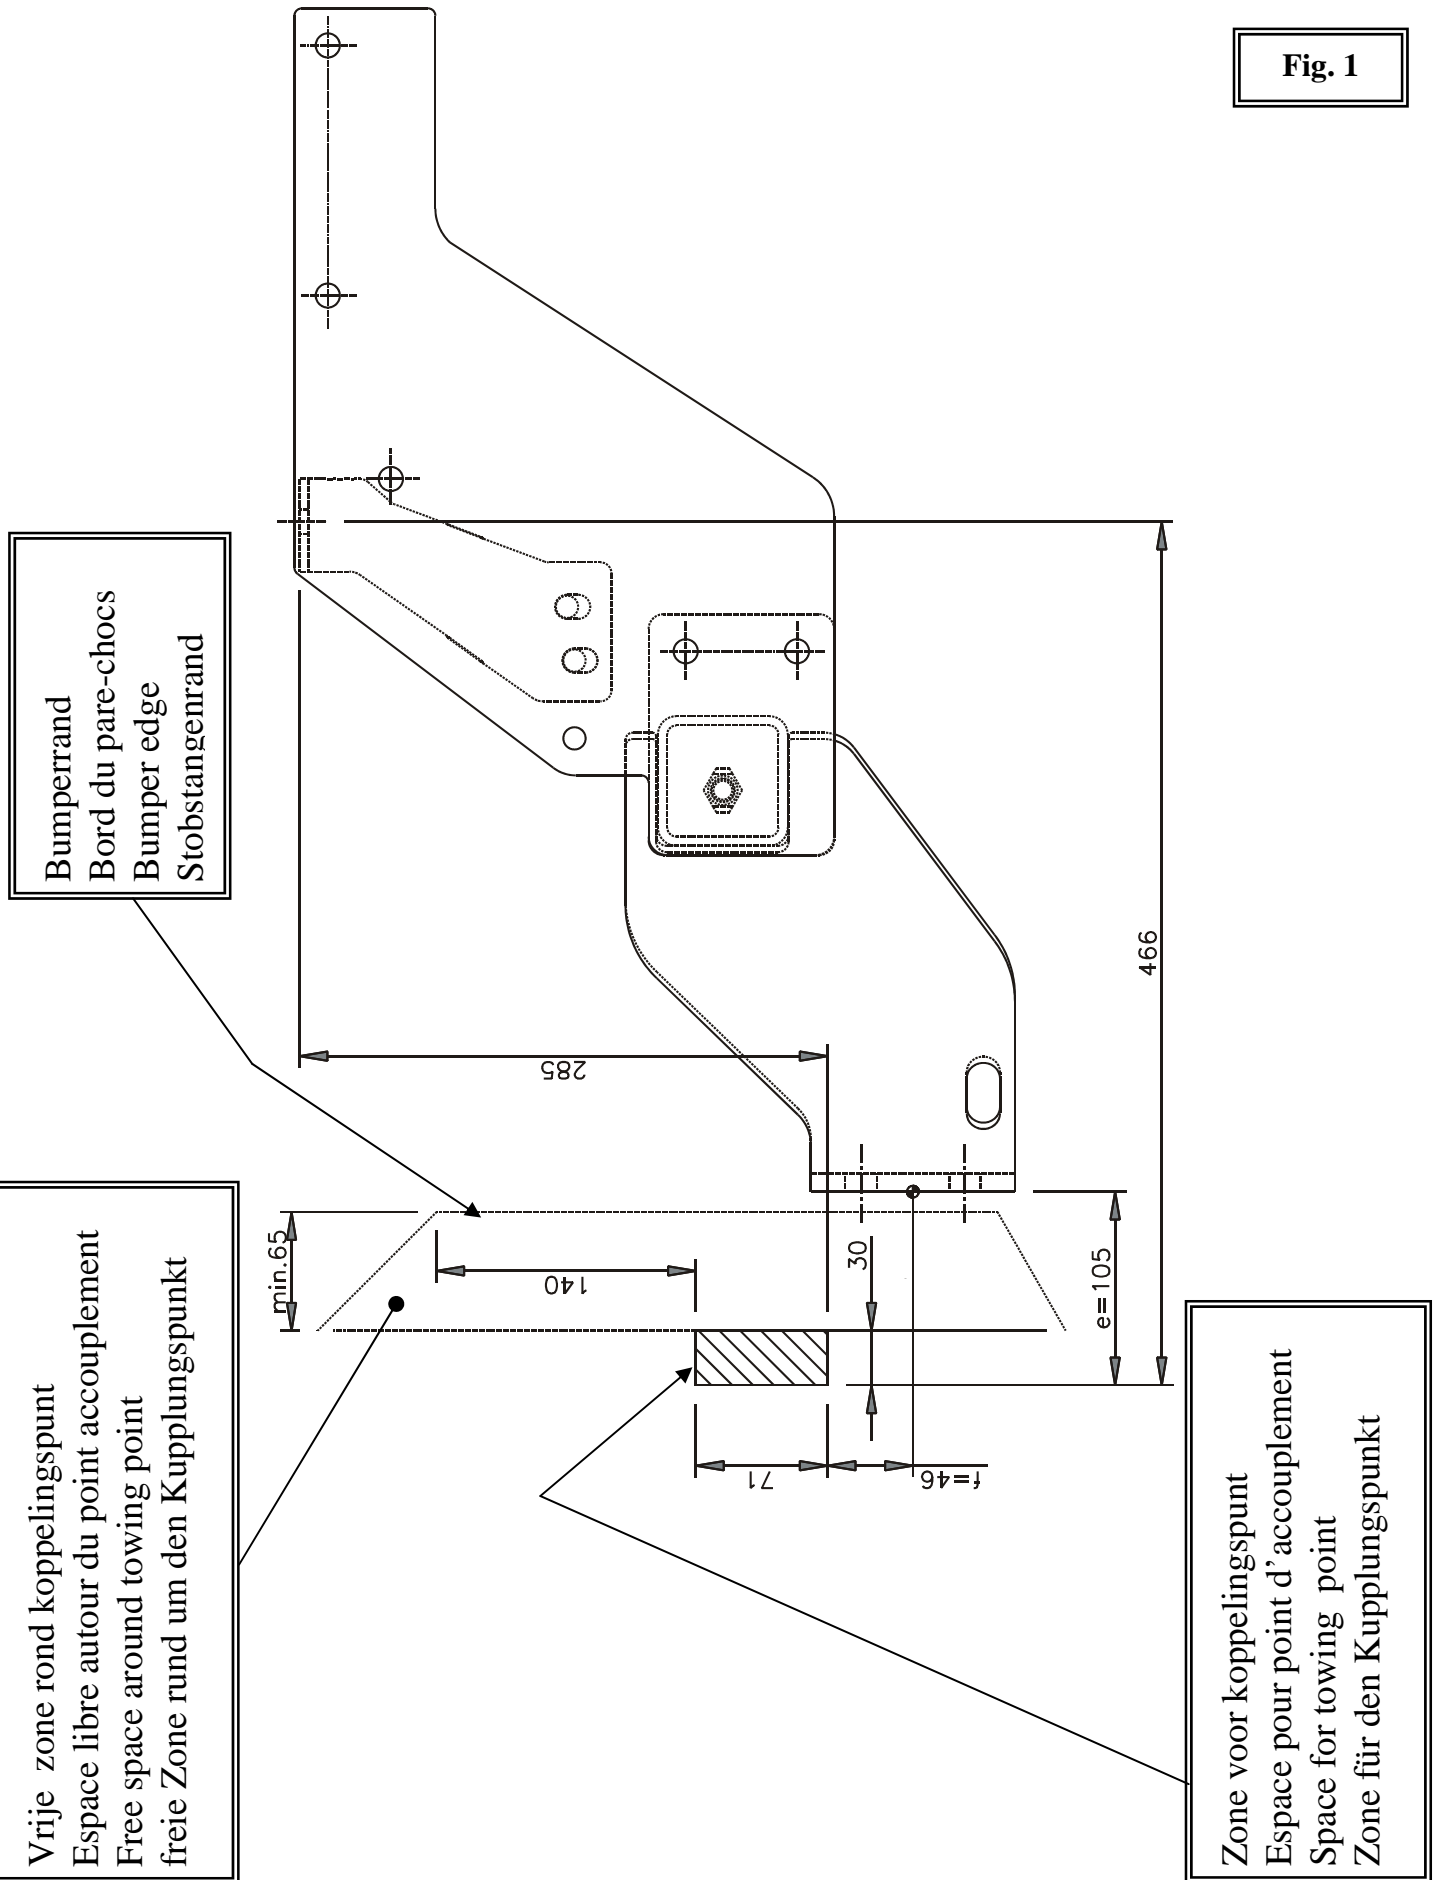 Fig. 1
Bumperrand
Bord du pare-chocs
Bumper edge
Stobstangenrand
466
285
Vrije zone rond koppelingspunt
Espace libre autour du point accouplement
Free space around towing point
freie Zone rund um den Kupplungspunkt
min.65
140
30
e=105
71
f=46
Zone voor koppelingspunt
Espace pour point d'accouplement
Space for towing point
Zone für den Kupplungspunkt